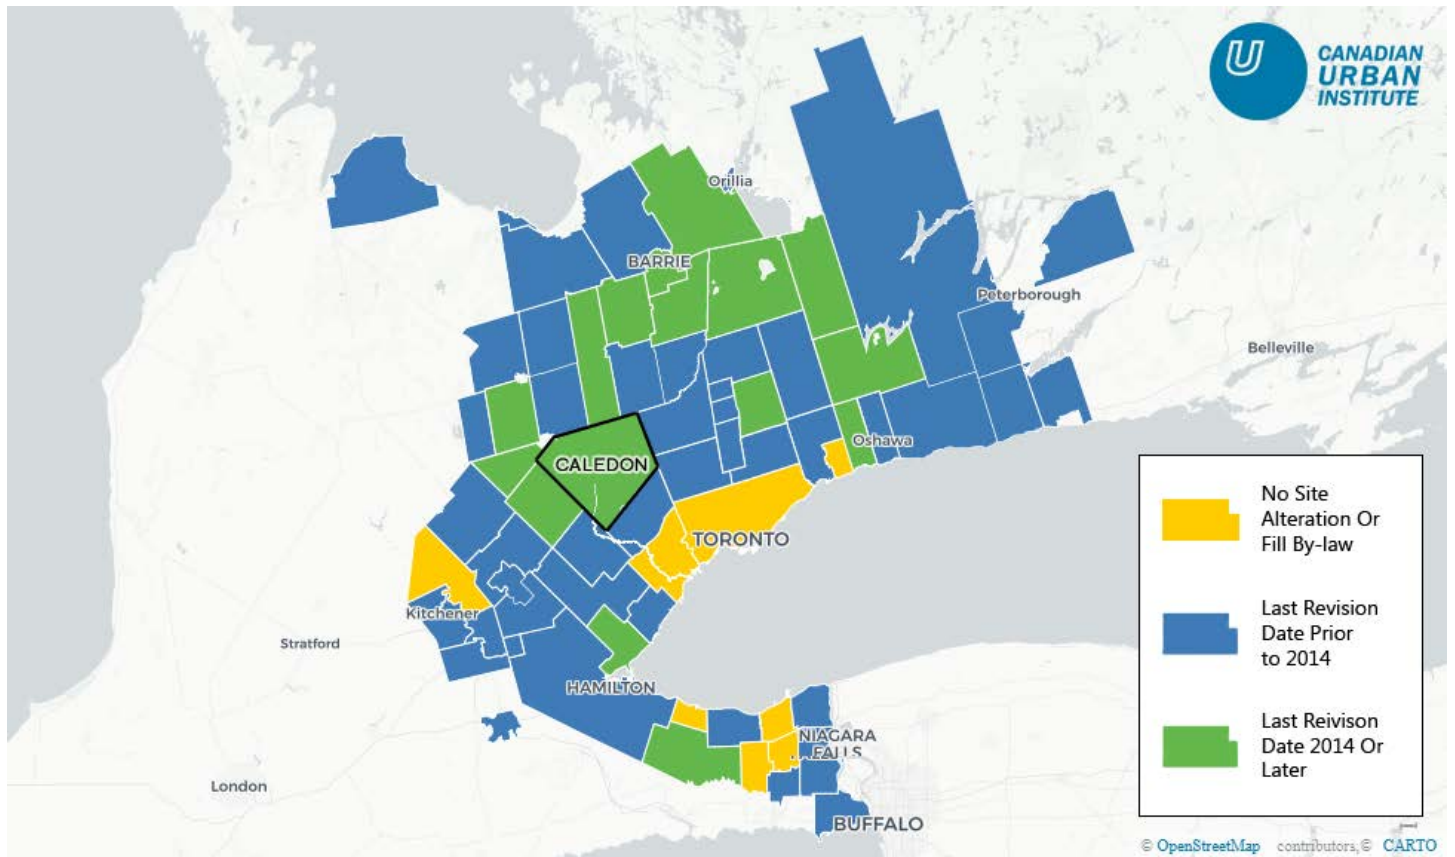 U
CANADIAN
URBAN
INSTITUTE
Orillia
BARRIE
Peterborough
Belleville
Oshawa
CALEDON
TORONTO
Kitchener
Stratford
HAMILTON
NIAGARA
FALLS
London
BUFFALO
No Site
Alteration Or
Fill By-law
Last Revision
Date Prior
to 2014
Last Reivison
Date 2014 Or
Later
© OpenStreetMap contributors,© CARTO